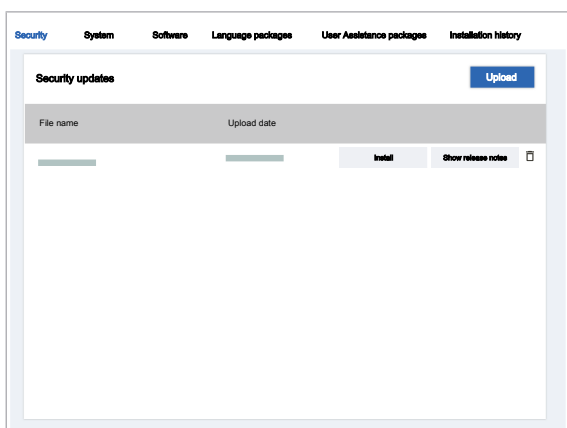 Security System Software Language packages User Assistance packages Installation history
Security updates Upload
File name Upload date
Install Show release notes